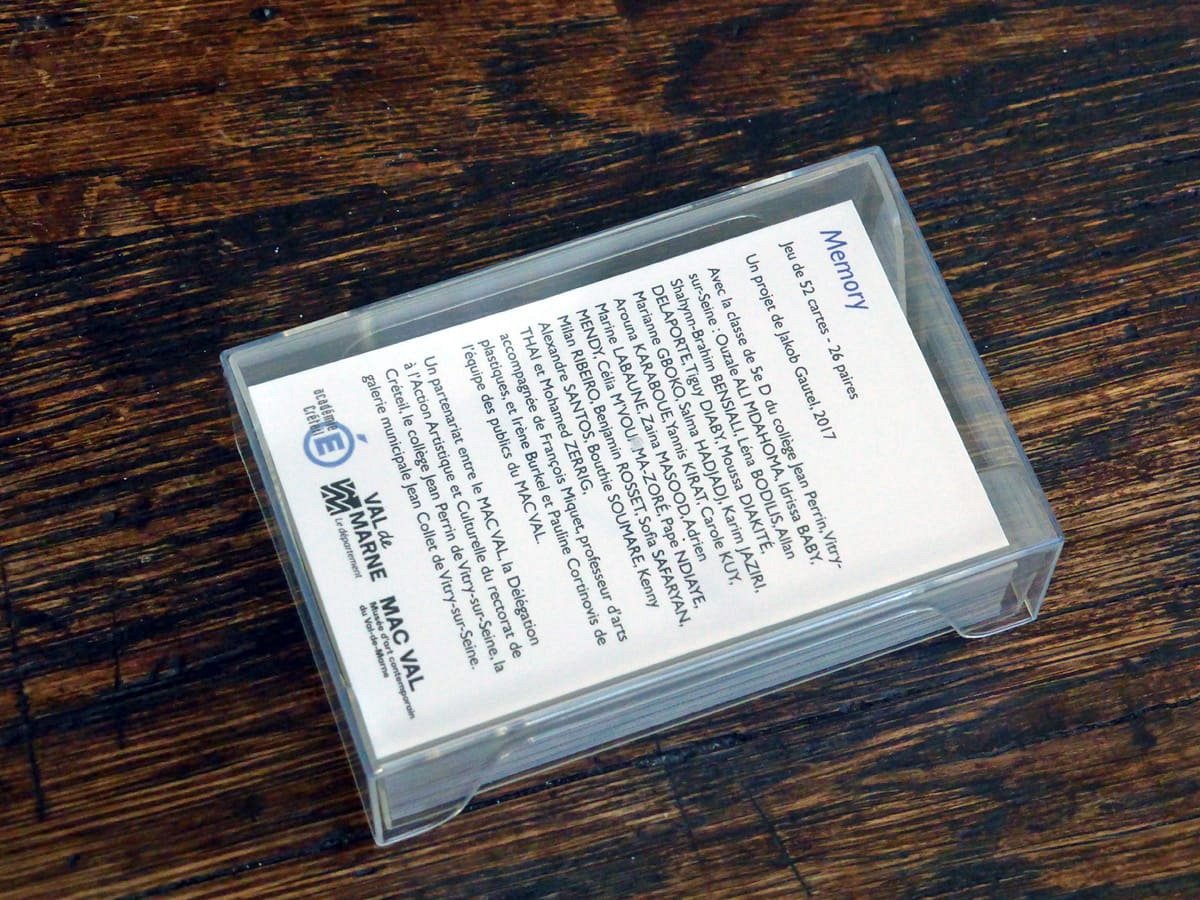 Memory
Jeu de 52 cartes - 26 paires
Un projet de Jakob Gautel, 2017
Avec la classe de 5e D du collège Jean Perrin, Vitry-
sur-Seine : Ouzale ALI MDAHOMA, Idrissa BABY,
Shahynn-Brahim BENSIALI, Léna BODILIS, Allan
DELAPORTE, Tiguy DIABY, Moussa DIAKITÉ,
Marianne GBOKO, Salma HADJADJ, Karim JAZIRI,
Arouna KARABOUE, Yannis KIRAT, Carole KUY,
Marine LABAUNE, Zaina MASOOD, Adrien
MENDY, Célia MVOU MA-ZORÉ, Pape NDIAYE,
Milan RIBEIRO, Benjamin ROSSET, Sofia SAFARYAN,
Alexandre SANTOS, Bouthie SOUMARE, Kenny
THAI et Mohamed ZERRIG,
accompagnée de François Miquet, professeur d'arts
plastiques, et Irène Burkel et Pauline Cortinovis de
l'équipe des publics du MAC VAL.
Un partenariat entre le MAC VAL, la Délégation
à l'Action Artistique et Culturelle du rectorat de
Créteil, le collège Jean Perrin de Vitry-sur-Seine, la
galerie municipale Jean Collet de Vitry-sur-Seine.
académie
Créteil
É
VAL de
MARNE
Le département
MAC VAL
Musée d'art contemporain
du Val-de-Marne